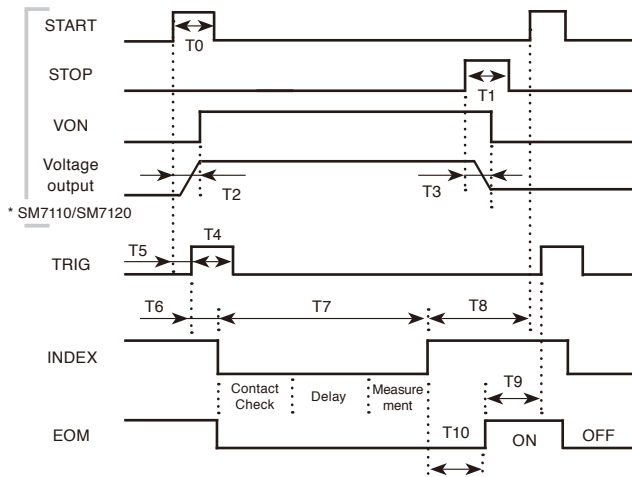 START
T0
STOP
T1
VON
Voltage
output
T2
T3
* SM7110/SM7120
T5
T4
TRIG
T6
T7
T8
INDEX
Contact
Check
Delay
Measure
ment
T9
T10
EOM
ON
OFF